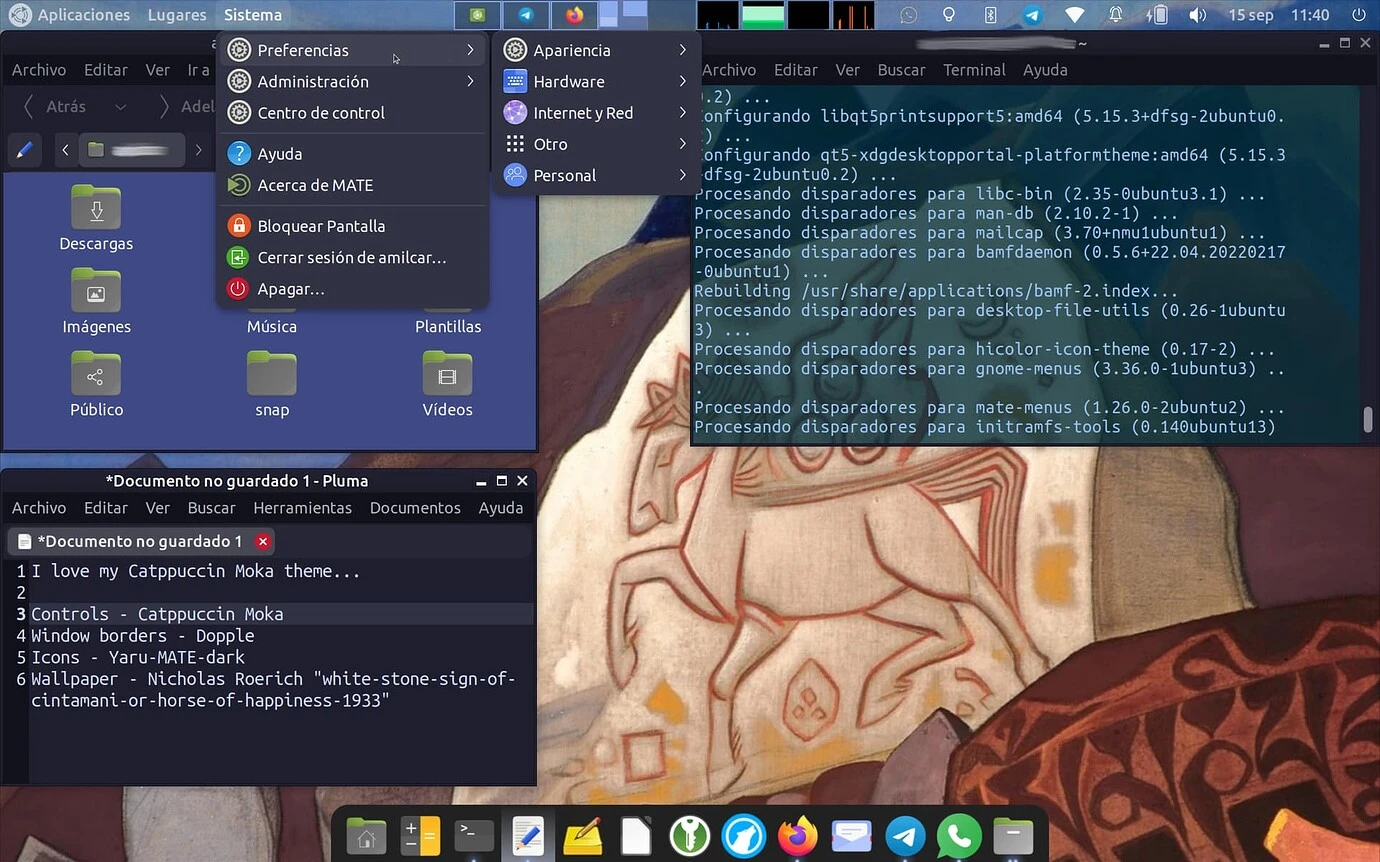 Aplicaciones Lugares Sistema
15 sep 11:40
Archivo Editar Ver Ir a
Atrás Adel
Descargas
Imágenes Música Plantillas
Público snap Vídeos
Preferencias
Administración
Centro de control
Ayuda
Acerca de MATE
Bloquear Pantalla
Cerrar sesión de amilcar...
Apagar...
Apariencia
Hardware
Internet y Red
Otro
Personal
~
Archivo Editar Ver Buscar Terminal Ayuda
.2) ...
onfigurando libqt5printsupport5:amd64 (5.15.3+dfsg-2ubuntu0.
) ...
onfigurando qt5-xdgdesktopportal-platformtheme:amd64 (5.15.3
dfsg-2ubuntu0.2) ...
Procesando disparadores para libc-bin (2.35-0ubuntu3.1) ...
Procesando disparadores para man-db (2.10.2-1) ...
Procesando disparadores para mailcap (3.70+nmu1ubuntu1) ...
Procesando disparadores para bamfdaemon (0.5.6+22.04.20220217
-0ubuntu1) ...
Rebuilding /usr/share/applications/bamf-2.index...
Procesando disparadores para desktop-file-utils (0.26-1ubuntu
3) ...
Procesando disparadores para hicolor-icon-theme (0.17-2) ...
Procesando disparadores para gnome-menus (3.36.0-1ubuntu3) ..
.
Procesando disparadores para mate-menus (1.26.0-2ubuntu2) ...
Procesando disparadores para initramfs-tools (0.140ubuntu13)
*Documento no guardado 1 - Pluma
Archivo Editar Ver Buscar Herramientas Documentos Ayuda
*Documento no guardado 1
1 I love my Catppuccin Moka theme...
2
3 Controls - Catppuccin Moka
4 Window borders - Dopple
5 Icons - Yaru-MATE-dark
6 Wallpaper - Nicholas Roerich "white-stone-sign-of-
cintamani-or-horse-of-happiness-1933"